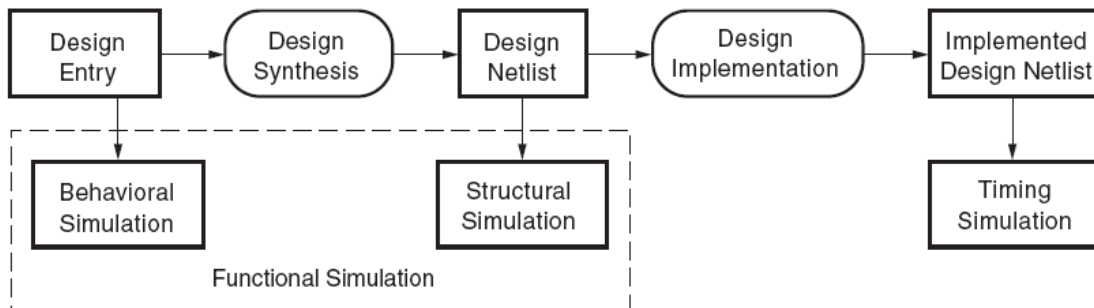 Design
Entry
Design
Synthesis
Design
Netlist
Design
Implementation
Implemented
Design Netlist
Behavioral
Simulation
Structural
Simulation
Timing
Simulation
Functional Simulation